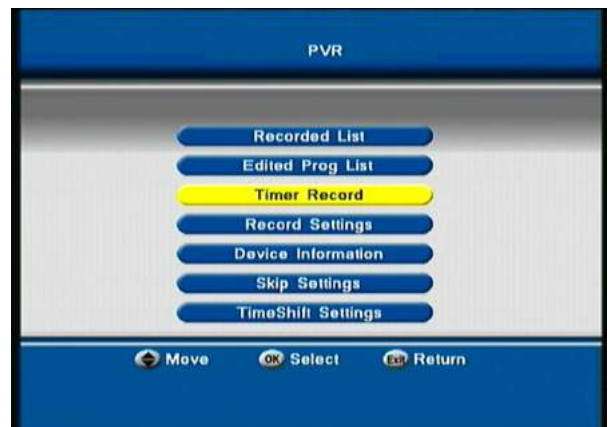 PVR
Recorded List
Edited Prog List
Timer Record
Record Settings
Device Information
Skip Settings
TimeShift Settings
Move OK Select Exit Return